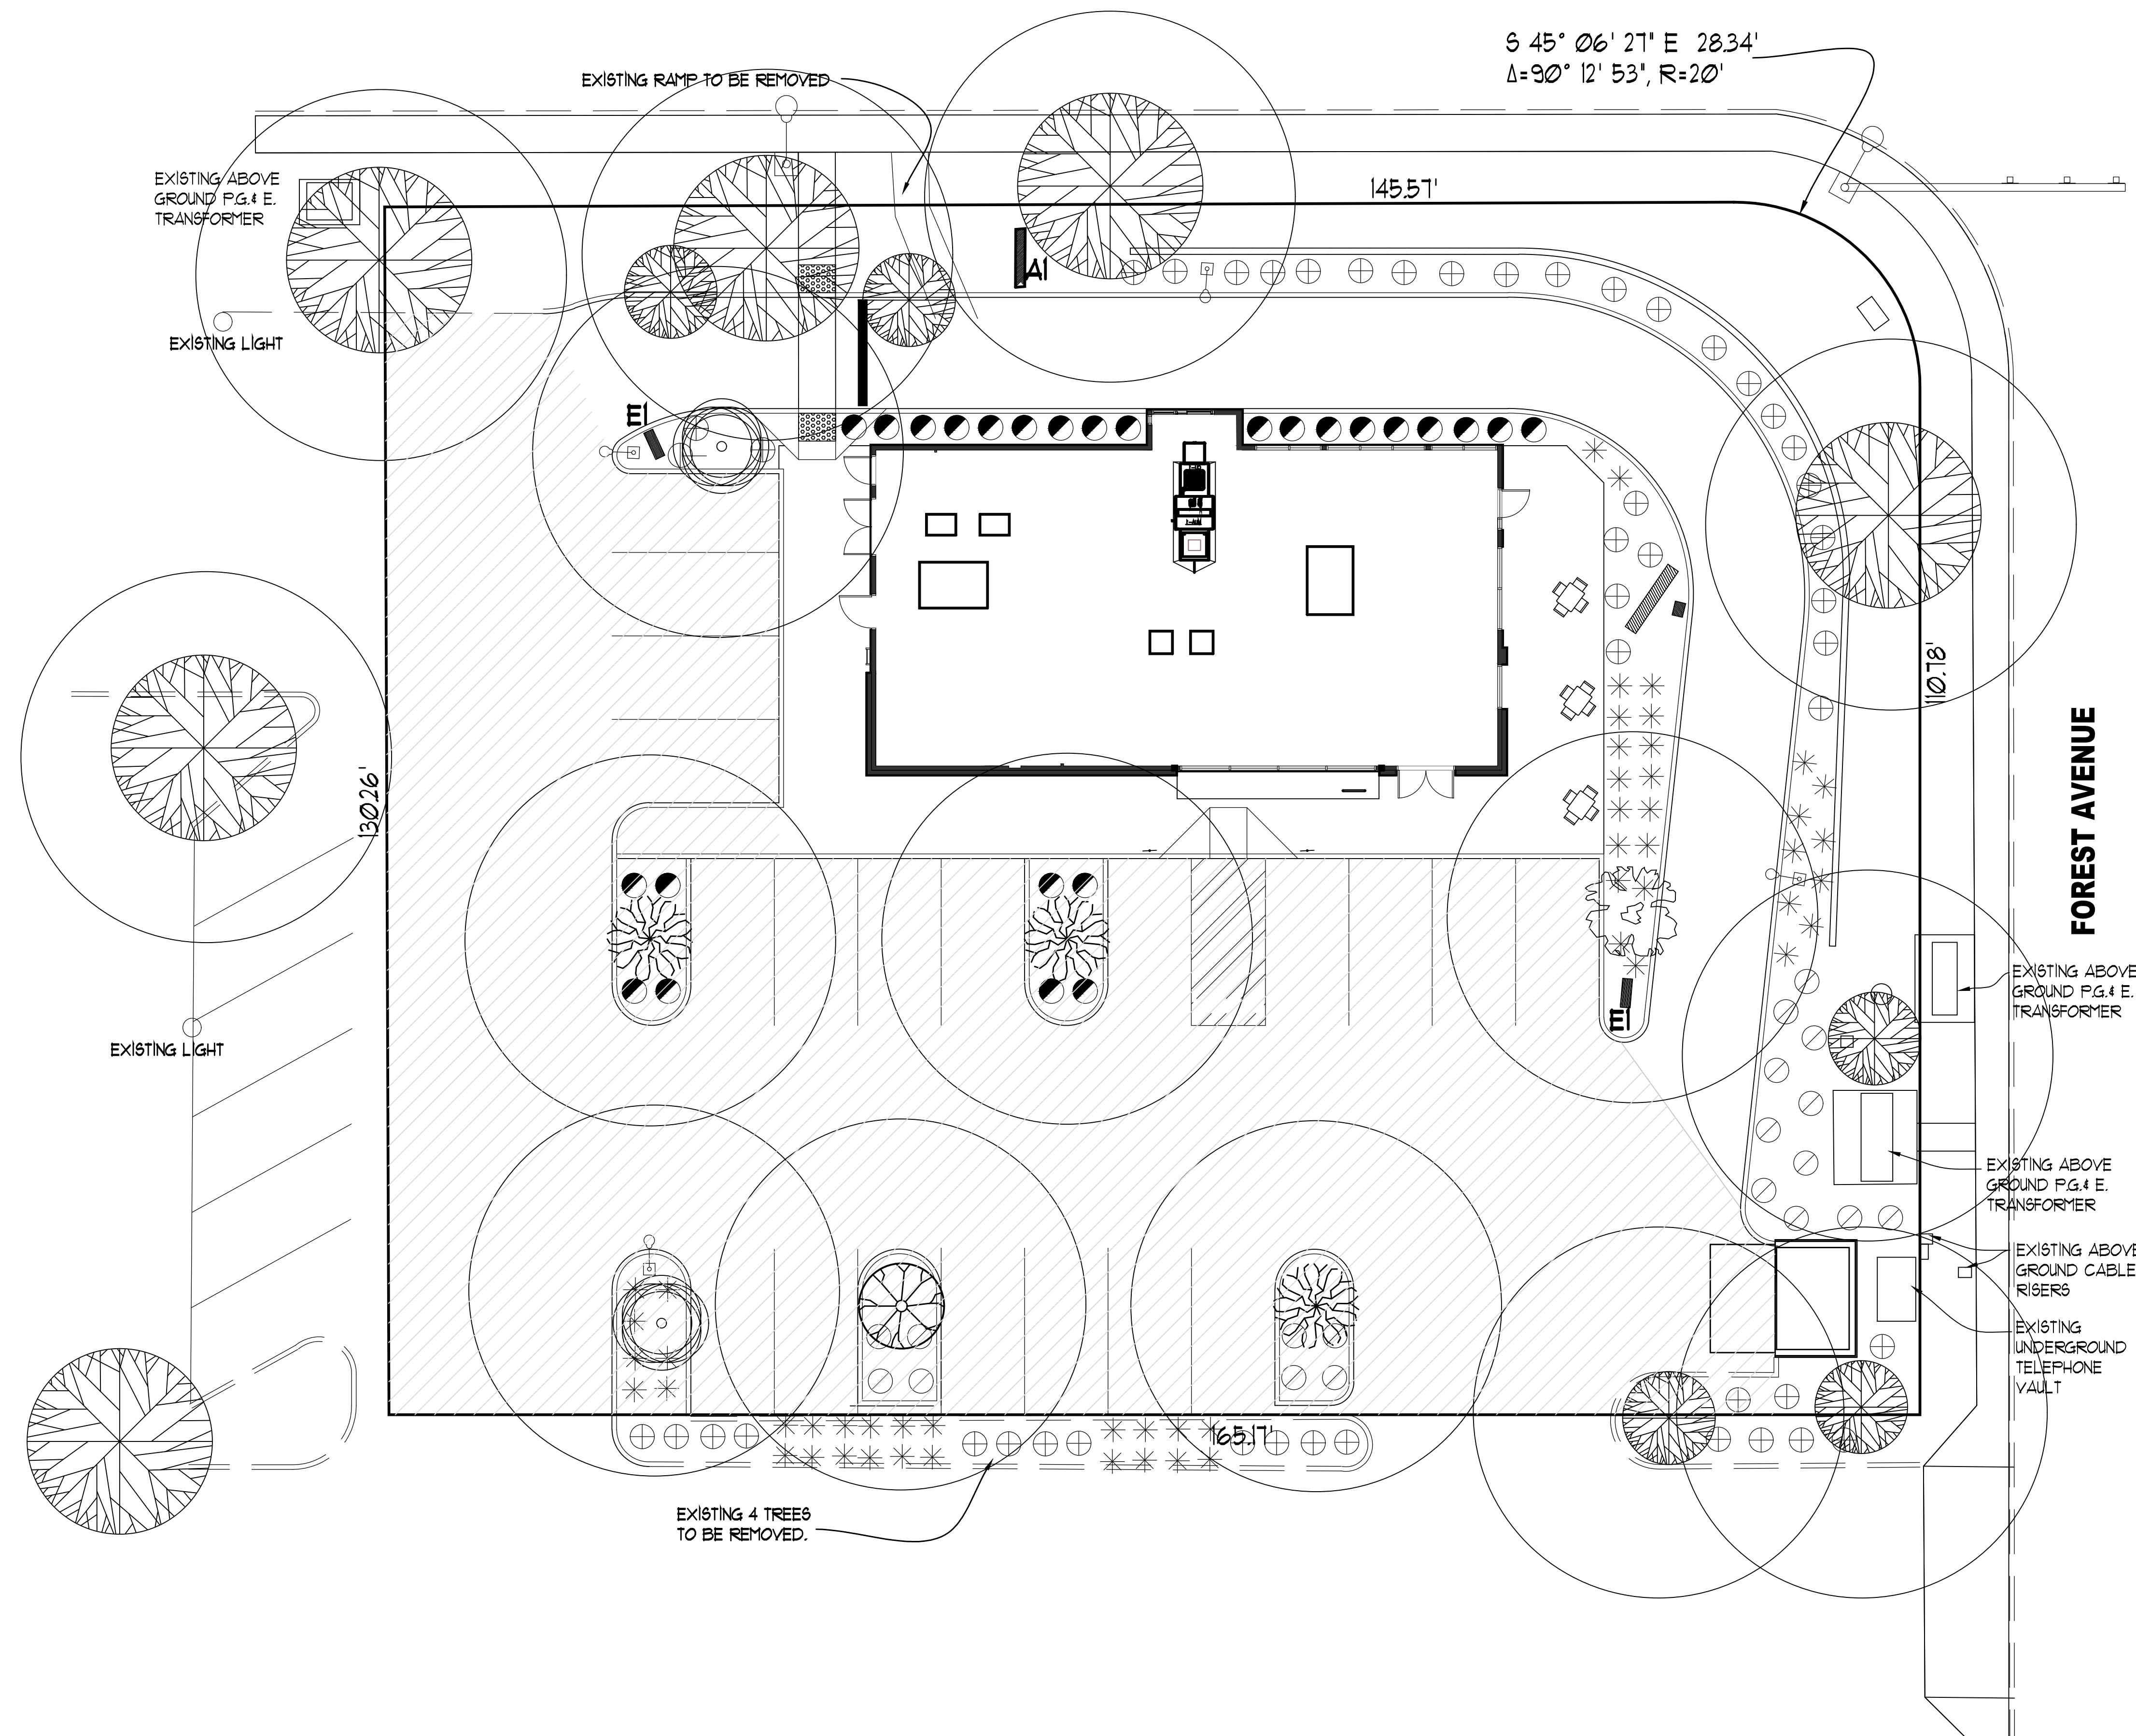 S 45° 06' 27" E 28.34'
Δ=90° 12' 53", R=20'
EXISTING RAMP TO BE REMOVED
145.57'
EXISTING ABOVE
GROUND P.G.& E.
TRANSFORMER
A1
EXISTING LIGHT
E1
110.78'
FOREST AVENUE
130.26'
EXISTING ABOVE
GROUND P.G.& E.
TRANSFORMER
E1
EXISTING LIGHT
EXISTING ABOVE
GROUND P.G.& E.
TRANSFORMER
EXISTING ABOVE
GROUND CABLE
RISERS
EXISTING
UNDERGROUND
TELEPHONE
VAULT
165.17'
EXISTING 4 TREES
TO BE REMOVED.